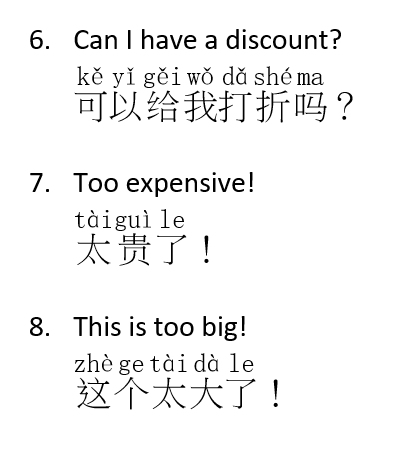 6. Can I have a discount?
kě yǐ gěi wǒ dǎ shé ma
可以给我打折吗？
7. Too expensive!
tài guì le
太贵了！
8. This is too big!
zhè ge tài dà le
这个太大了！